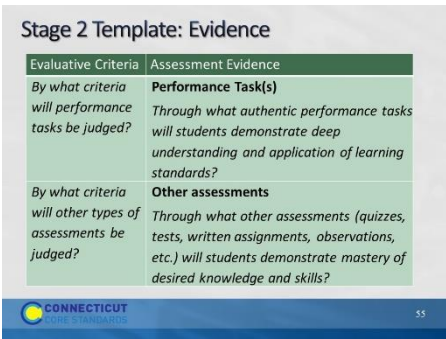 Stage 2 Template: Evidence
Evaluative Criteria Assessment Evidence
By what criteria
will performance
tasks be judged?
Performance Task(s)
Through what authentic performance tasks
will students demonstrate deep
understanding and application of learning
standards?
By what criteria
will other types of
assessments be
judged?
Other assessments
Through what other assessments (quizzes,
tests, written assignments, observations,
etc.) will students demonstrate mastery of
desired knowledge and skills?
CONNECTICUT
CORE STANDARDS
55